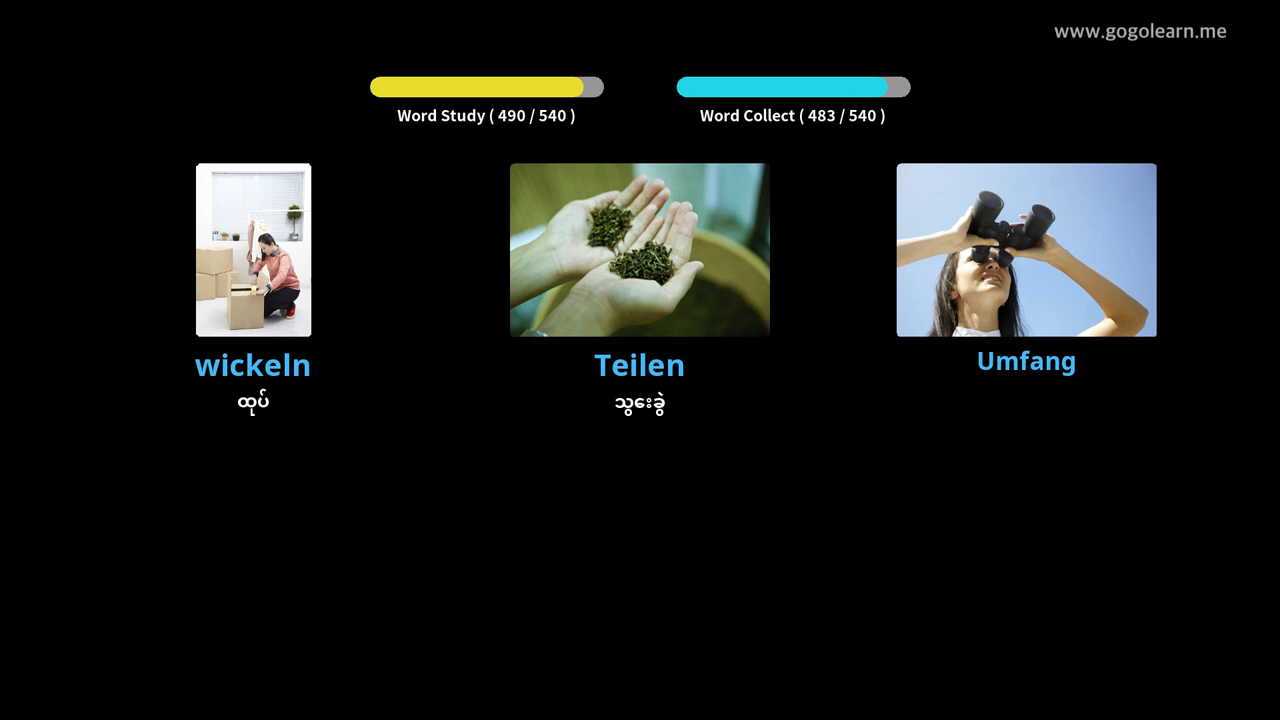 www.gogolearn.me
Word Study ( 490 / 540 )
Word Collect ( 483 / 540 )
wickeln
ထုပ်
Teilen
သွေးခွဲ
Umfang